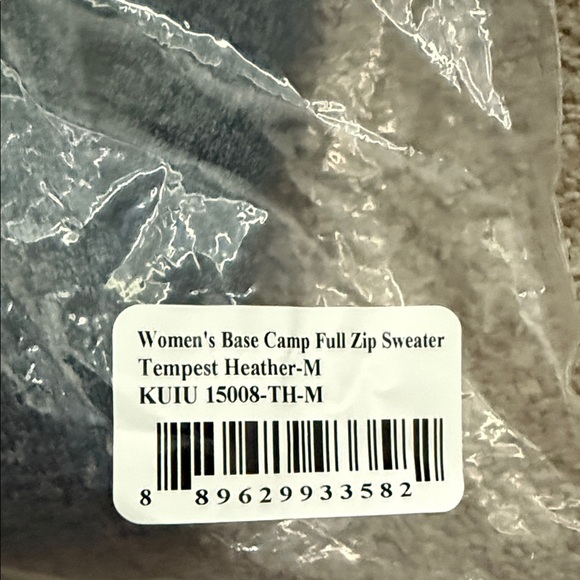 Women's Base Camp Full Zip Sweater
Tempest Heather-M
KUIU 15008-TH-M
8 89629933582